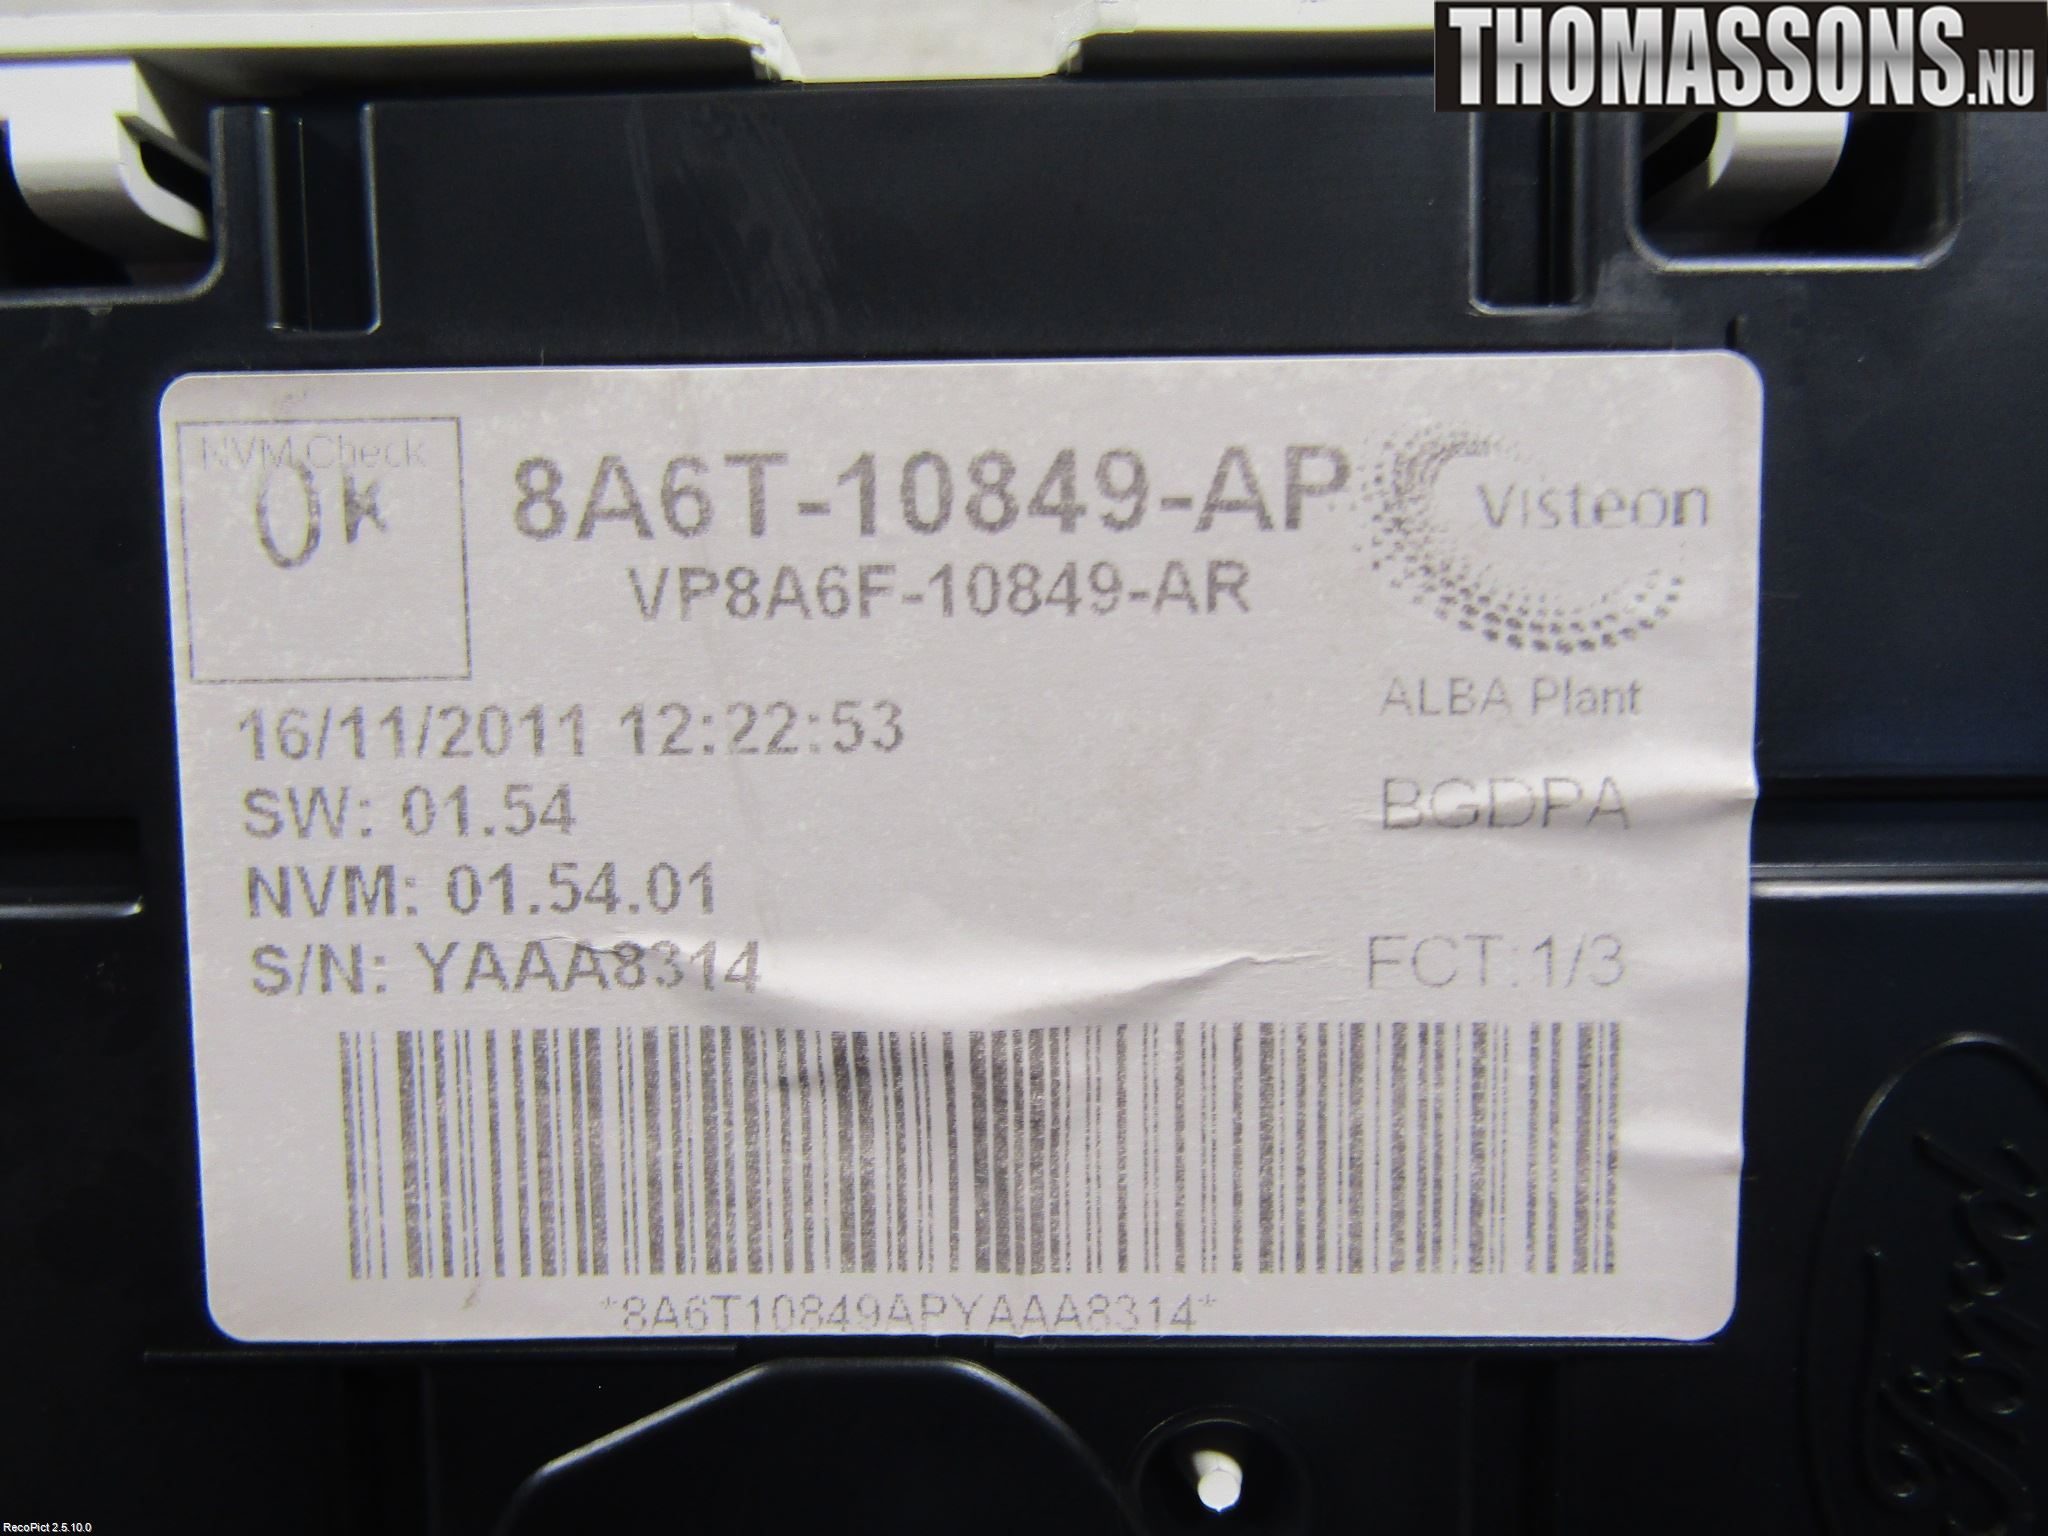 THOMASSONS.NU
NVM Check
OK
8A6T-10849-AP
VP8A6F-10849-AR
Visteon
ALBA Plant
16/11/2011 12:22:53
SW: 01.54
BGDPA
NVM: 01.54.01
S/N: YAAA8314
FCT:1/3
*8A6T10849APYAAA8314*
Ford
RecoPict 2.5.10.0